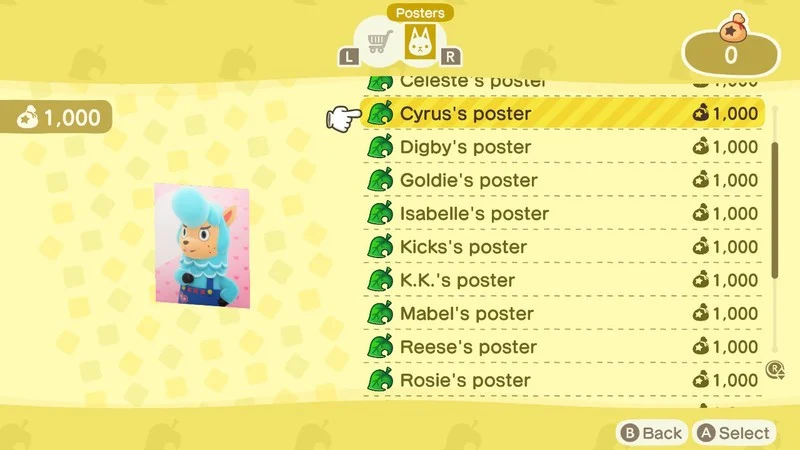 Posters
L
R
0
1,000
Celeste's poster 1,000
Cyrus's poster 1,000
Digby's poster 1,000
Goldie's poster 1,000
Isabelle's poster 1,000
Kicks's poster 1,000
K.K.'s poster 1,000
Mabel's poster 1,000
Reese's poster 1,000
Rosie's poster 1,000
R
B Back A Select